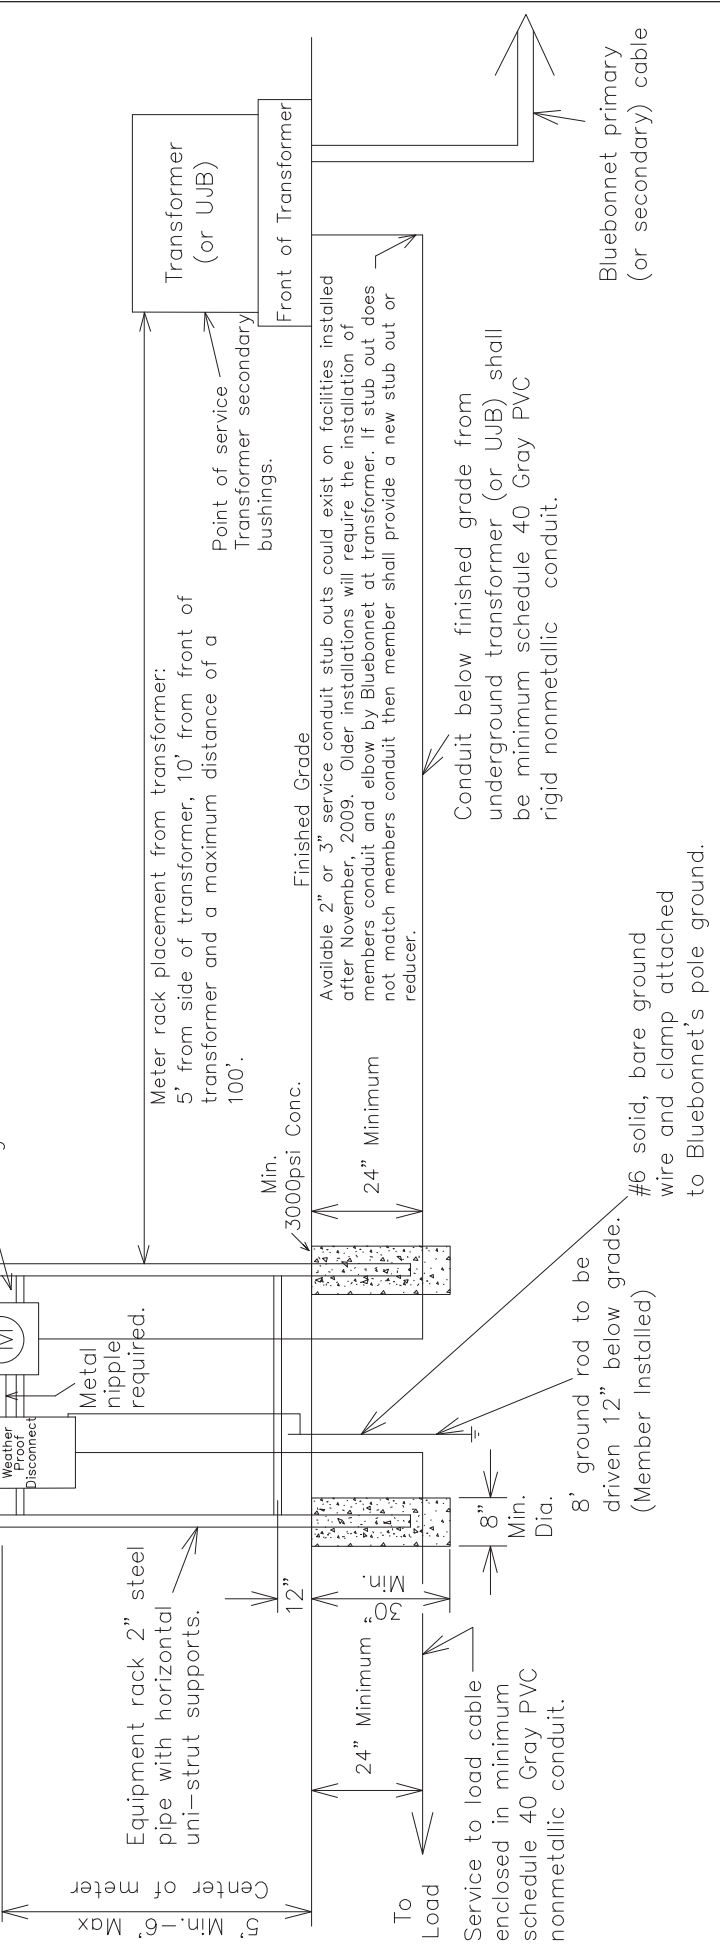 Transformer
(or UJB)
Front of Transformer
Bluebonnet primary
(or secondary) cable
Point of service
Transformer secondary
bushings.
Meter rack placement from transformer:
5' from side of transformer, 10' from front of
transformer and a maximum distance of a
100'.
Finished Grade
Available 2" or 3" service conduit stub outs could exist on facilities installed
after November, 2009. Older installations will require the installation of
members conduit and elbow by Bluebonnet at transformer. If stub out does
not match members conduit then member shall provide a new stub out or
reducer.
Conduit below finished grade from
underground transformer (or UJB) shall
be minimum schedule 40 Gray PVC
rigid nonmetallic conduit.
Min.
3000psi Conc.
24" Minimum
#6 solid, bare ground
wire and clamp attached
to Bluebonnet's pole ground.
8' ground rod to be
driven 12" below grade.
(Member Installed)
M
Metal
nipple
required.
Weather
Proof
Disconnect
8"
Min.
Dia.
12"
30"
Min.
Equipment rack 2" steel
pipe with horizontal
uni-strut supports.
24" Minimum
Service to load cable
enclosed in minimum
schedule 40 Gray PVC
nonmetallic conduit.
To
Load
5' Min.-6' Max
Center of meter